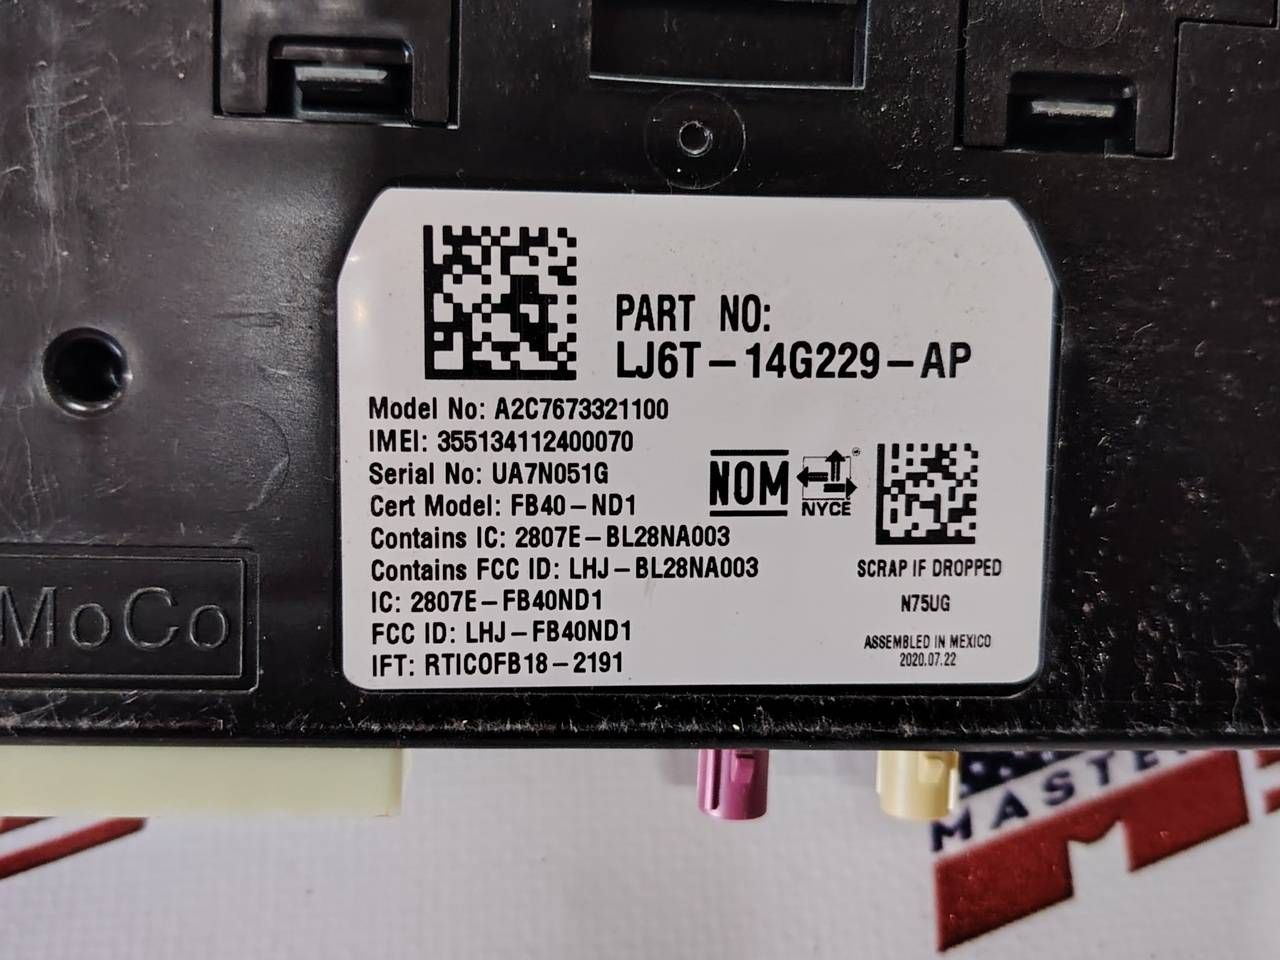 PART NO:
LJ6T-14G229-AP
Model No: A2C7673321100
IMEI: 355134112400070
Serial No: UA7N051G
Cert Model: FB40-ND1
Contains IC: 2807E-BL28NA003
Contains FCC ID: LHJ-BL28NA003
IC: 2807E-FB40ND1
FCC ID: LHJ-FB40ND1
IFT: RTICOFB18-2191
NOM
NYCE
SCRAP IF DROPPED
N75UG
ASSEMBLED IN MEXICO
2020.07.22
MoCo